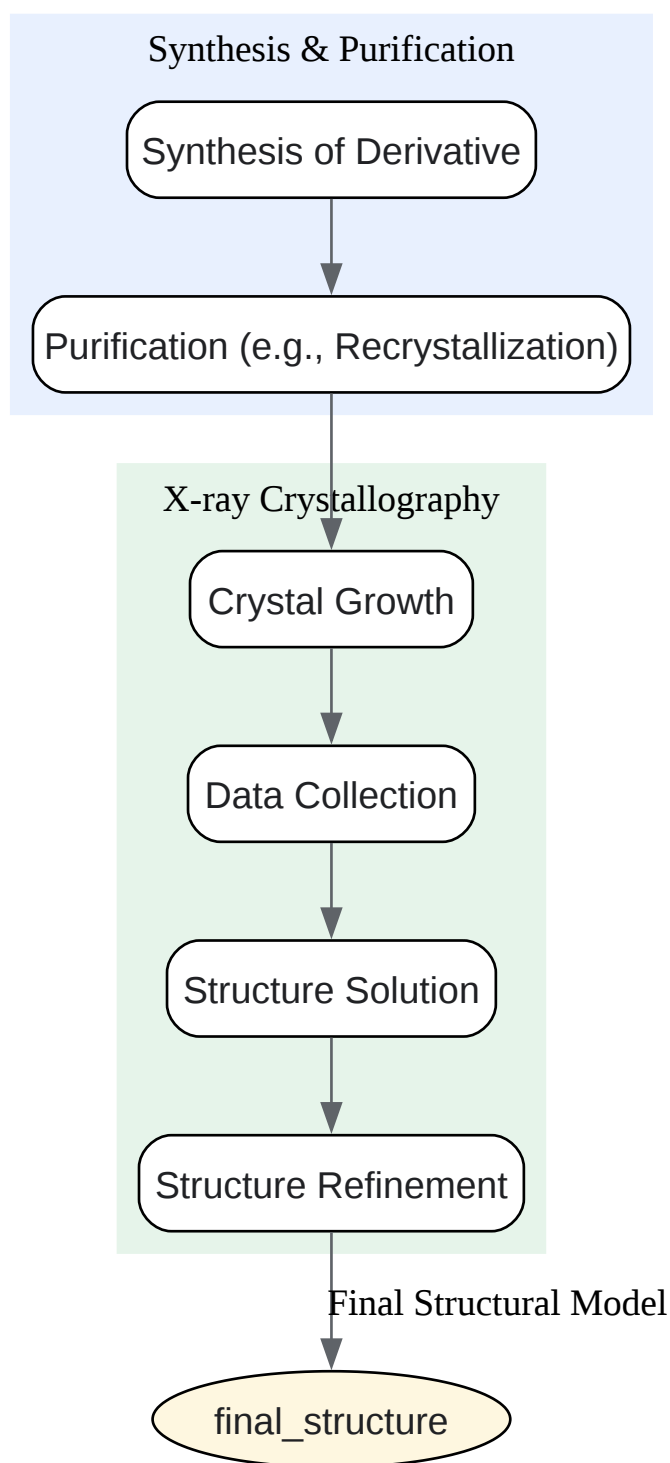 Synthesis & Purification
Synthesis of Derivative
Purification (e.g., Recrystallization)
X-ray Crystallography
Crystal Growth
Data Collection
Structure Solution
Structure Refinement
Final Structural Model
final_structure